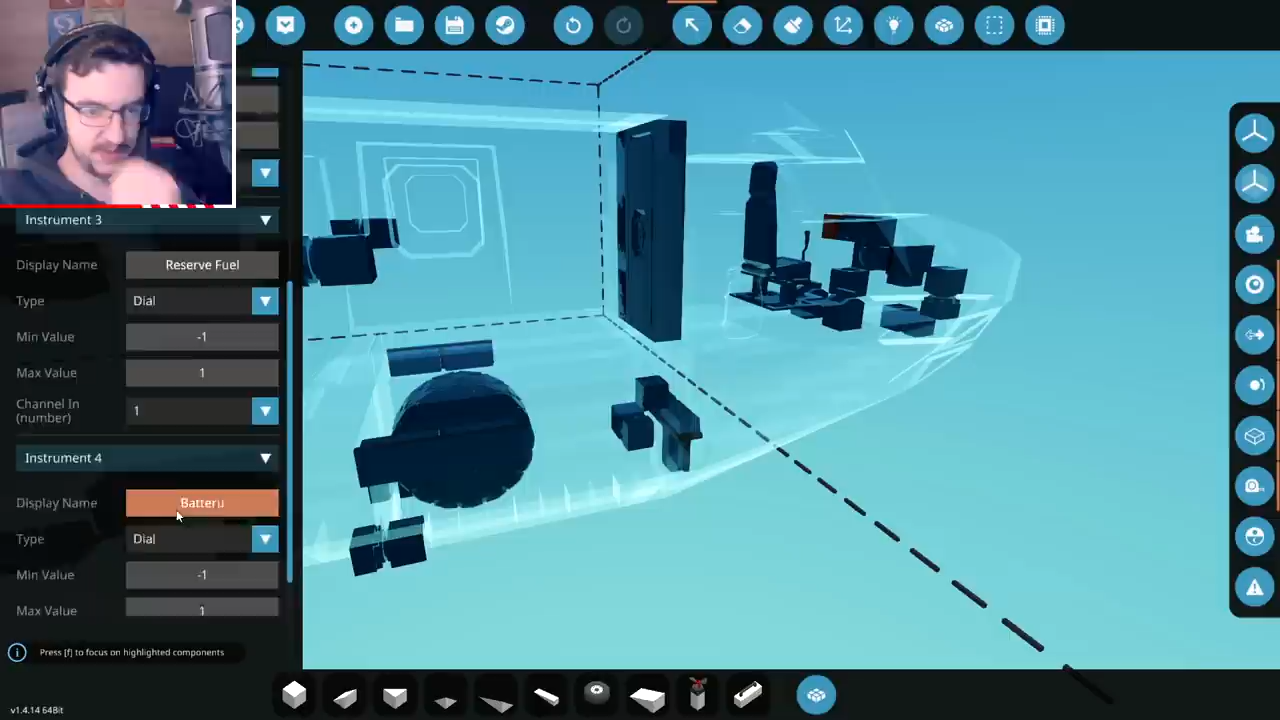 Instrument 3
Display Name Reserve Fuel
Type Dial
Min Value -1
Max Value 1
Channel In
(number) 1
Instrument 4
Display Name Batteru
Type Dial
Min Value -1
Max Value 1
Press [f] to focus on highlighted components
v1.4.14 64Bit